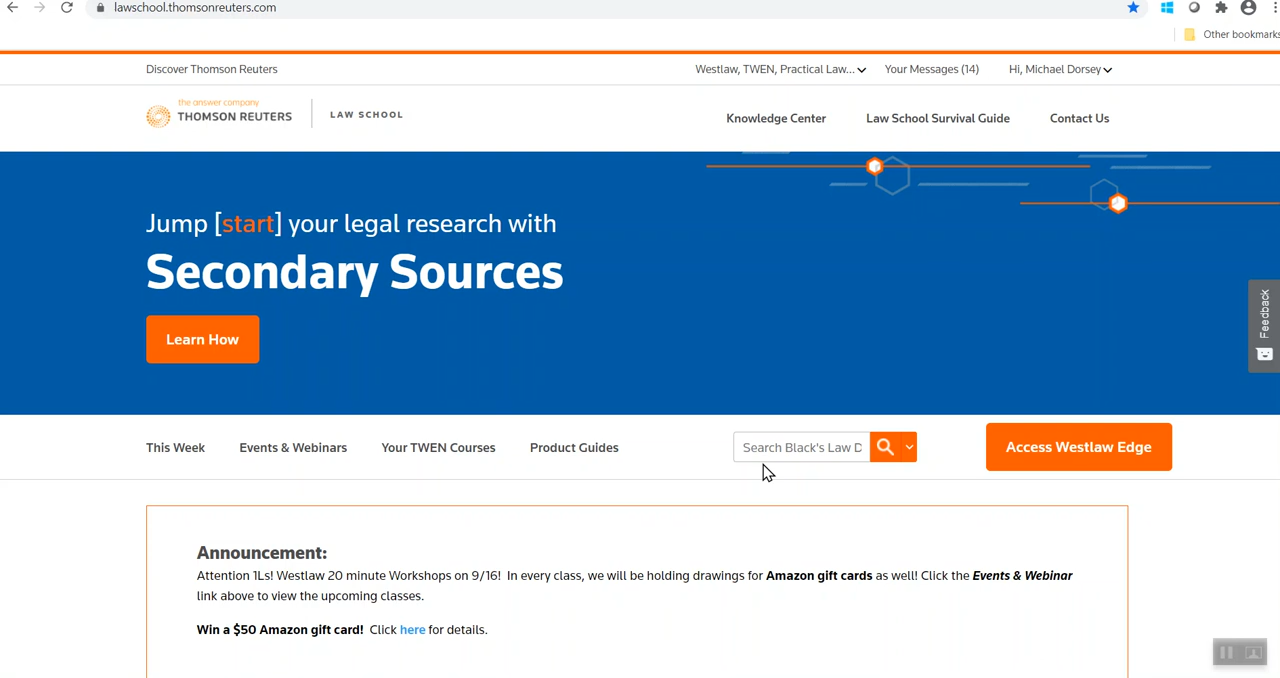 lawschool.thomsonreuters.com
Other bookmarks
Discover Thomson Reuters
Westlaw, TWEN, Practical Law...
Your Messages (14)
Hi, Michael Dorsey
the answer company
THOMSON REUTERS
LAW SCHOOL
Knowledge Center
Law School Survival Guide
Contact Us
Jump [start] your legal research with
Secondary Sources
Learn How
Feedback
This Week
Events & Webinars
Your TWEN Courses
Product Guides
Search Black's Law D
Access Westlaw Edge
Announcement:
Attention 1Ls! Westlaw 20 minute Workshops on 9/16! In every class, we will be holding drawings for Amazon gift cards as well! Click the Events & Webinar
link above to view the upcoming classes.
Win a $50 Amazon gift card! Click here for details.